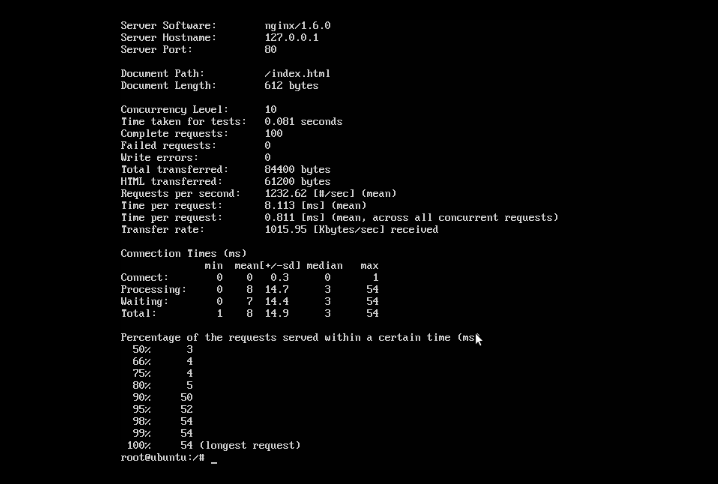 Server Software: nginx/1.6.0
Server Hostname: 127.0.0.1
Server Port: 80
Document Path: /index.html
Document Length: 612 bytes
Concurrency Level: 10
Time taken for tests: 0.081 seconds
Complete requests: 100
Failed requests: 0
Write errors: 0
Total transferred: 84400 bytes
HTML transferred: 61200 bytes
Requests per second: 1232.62 [#/sec] (mean)
Time per request: 8.113 [ms] (mean)
Time per request: 0.811 [ms] (mean, across all concurrent requests)
Transfer rate: 1015.95 [Kbytes/sec] received
Connection Times (ms)
min mean[+/-sd] median max
Connect: 0 0 0.3 0 1
Processing: 0 8 14.7 3 54
Waiting: 0 7 14.4 3 54
Total: 1 8 14.9 3 54
Percentage of the requests served within a certain time (ms)
50% 3
66% 4
75% 4
80% 5
90% 50
95% 52
98% 54
99% 54
100% 54 (longest request)
root@ubuntu:/# _